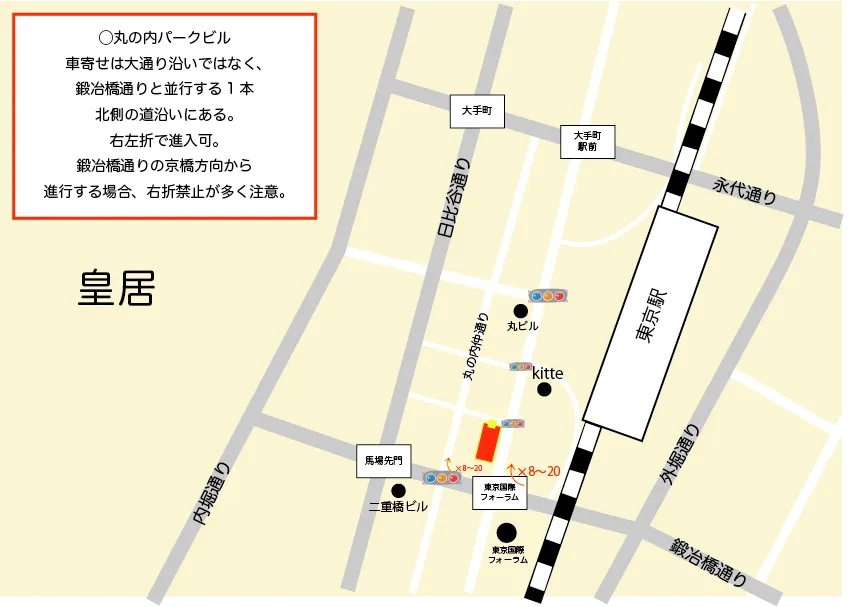 ○丸の内パークビル
車寄せは大通り沿いではなく、
鍛冶橋通りと並行する1本
北側の道沿いにある。
右左折で進入可。
鍛冶橋通りの京橋方向から
進行する場合、右折禁止が多く注意。
大手町
大手町
駅前
永代通り
日比谷通り
皇居
丸ビル
東京駅
丸の内仲通り
kitte
外堀通り
馬場先門
×8〜20
×8〜20
内堀通り
東京国際
フォーラム
二重橋ビル
東京国際
フォーラム
鍛冶橋通り